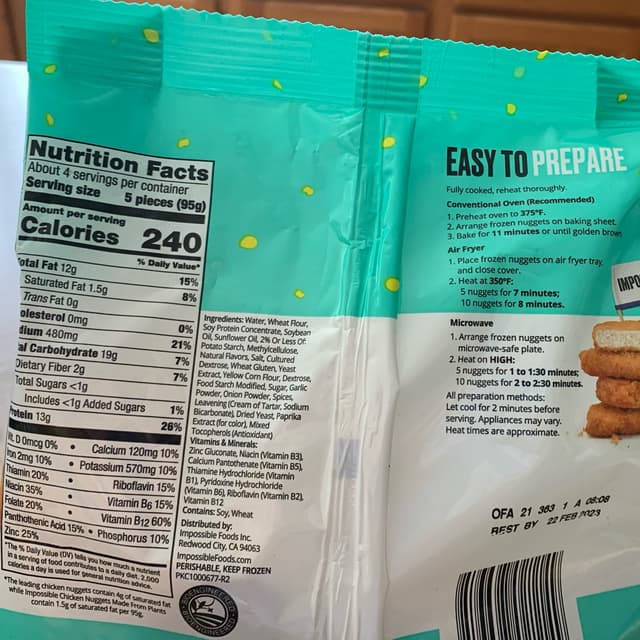 Nutrition Facts
About 4 servings per container
Serving size 5 pieces (95g)
Amount per serving
Calories 240
% Daily Value*
Total Fat 12g 15%
Saturated Fat 1.5g 8%
Trans Fat 0g
olesterol 0mg 0%
dium 480mg 21%
al Carbohydrate 19g 7%
Dietary Fiber 2g 7%
Total Sugars <1g
Includes <1g Added Sugars 1%
Protein 13g 26%
Vit. D 0mcg 0% • Calcium 120mg 10%
Iron 2mg 10% • Potassium 570mg 10%
Thiamin 20% • Riboflavin 15%
Niacin 35% • Vitamin B6 15%
Folate 20% • Vitamin B12 60%
Panthothenic Acid 15% • Phosphorus 10%
Zinc 25%
*The % Daily Value (DV) tells you how much a nutrient
in a serving of food contributes to a daily diet. 2,000
calories a day is used for general nutrition advice.
*The leading chicken nuggets contain 4g of saturated fat
while Impossible Chicken Nuggets Made From Plants
contain 1.5g of saturated fat per 95g.
Ingredients: Water, Wheat Flour,
Soy Protein Concentrate, Soybean
Oil, Sunflower Oil, 2% Or Less Of:
Potato Starch, Methylcellulose,
Natural Flavors, Salt, Cultured
Dextrose, Wheat Gluten, Yeast
Extract, Yellow Corn Flour, Dextrose,
Food Starch Modified, Sugar, Garlic
Powder, Onion Powder, Spices,
Leavening (Cream of Tartar, Sodium
Bicarbonate), Dried Yeast, Paprika
Extract (for color), Mixed
Tocopherols (Antioxidant)
Vitamins & Minerals:
Zinc Gluconate, Niacin (Vitamin B3),
Calcium Pantothenate (Vitamin B5),
Thiamine Hydrochloride (Vitamin
B1), Pyridoxine Hydrochloride
(Vitamin B6), Riboflavin (Vitamin B2),
Vitamin B12
Contains: Soy, Wheat
Distributed by:
Impossible Foods Inc.
Redwood City, CA 94063
ImpossibleFoods.com
PERISHABLE, KEEP FROZEN
PKC1000677-R2
EASY TO PREPARE
Fully cooked, reheat thoroughly.
Conventional Oven (Recommended)
1. Preheat oven to 375°F.
2. Arrange frozen nuggets on baking sheet.
3. Bake for 11 minutes or until golden brown
Air Fryer
1. Place frozen nuggets on air fryer tray,
and close cover.
2. Heat at 350°F:
5 nuggets for 7 minutes;
10 nuggets for 8 minutes.
Microwave
1. Arrange frozen nuggets on
microwave-safe plate.
2. Heat on HIGH:
5 nuggets for 1 to 1:30 minutes;
10 nuggets for 2 to 2:30 minutes.
All preparation methods:
Let cool for 2 minutes before
serving. Appliances may vary.
Heat times are approximate.
IMPO
OFA 21 363 1 A 08:08
BEST BY 22 FEB 2023